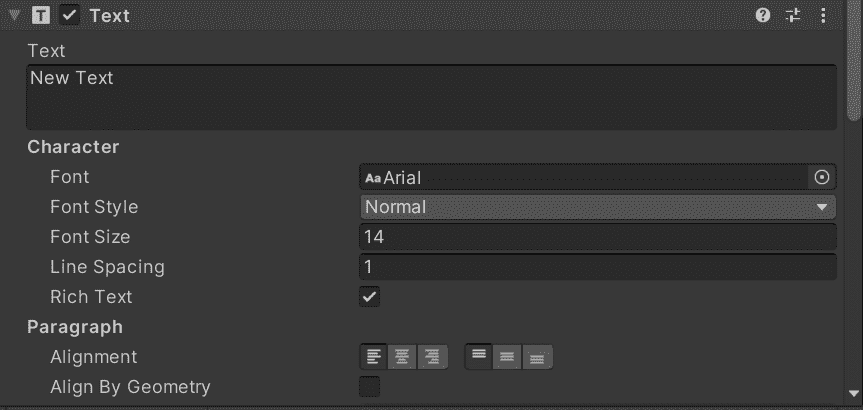 Text
Text
New Text
Character
Font Aa Arial
Font Style Normal
Font Size 14
Line Spacing 1
Rich Text
Paragraph
Alignment
Align By Geometry